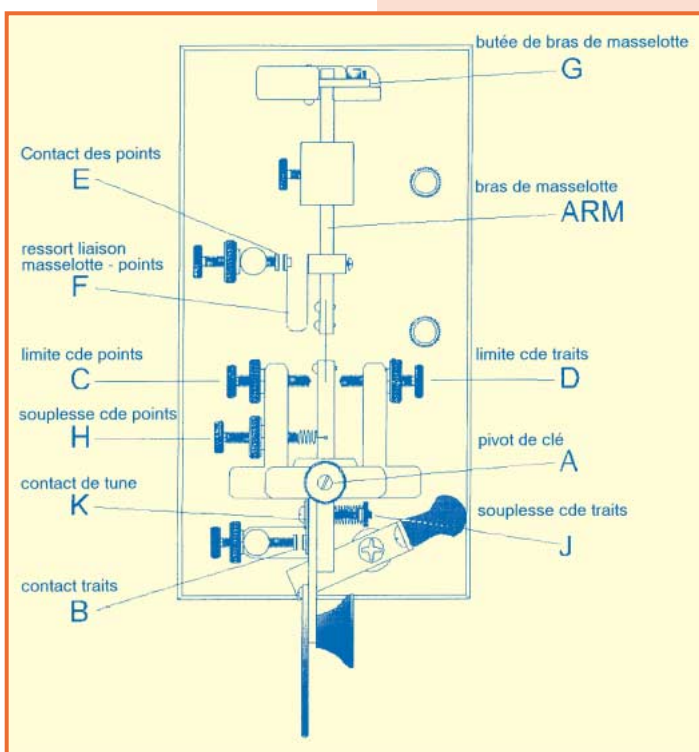 butée de bras de masselotte
G
Contact des points
E
bras de masselotte
ARM
ressort liaison
masselotte - points
F
limite cde points
C
limite cde traits
D
souplesse cde points
H
pivot de clé
A
contact de tune
K
souplesse cde traits
J
contact traits
B